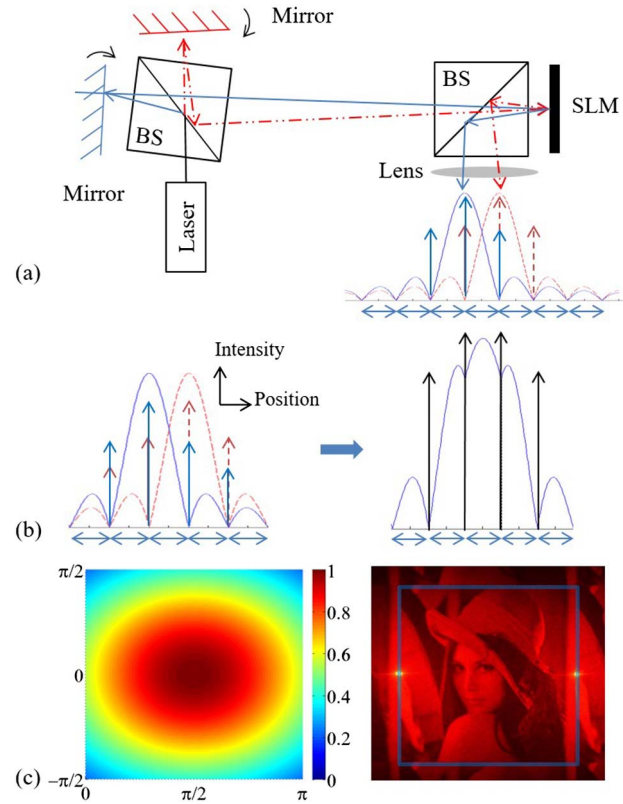 Mirror
BS
SLM
BS
Mirror
Lens
Laser
(a)
Intensity
Position
(b)
π/2
0
−π/2
0
π/2
π
1
0.8
0.6
0.4
0.2
0
(c)